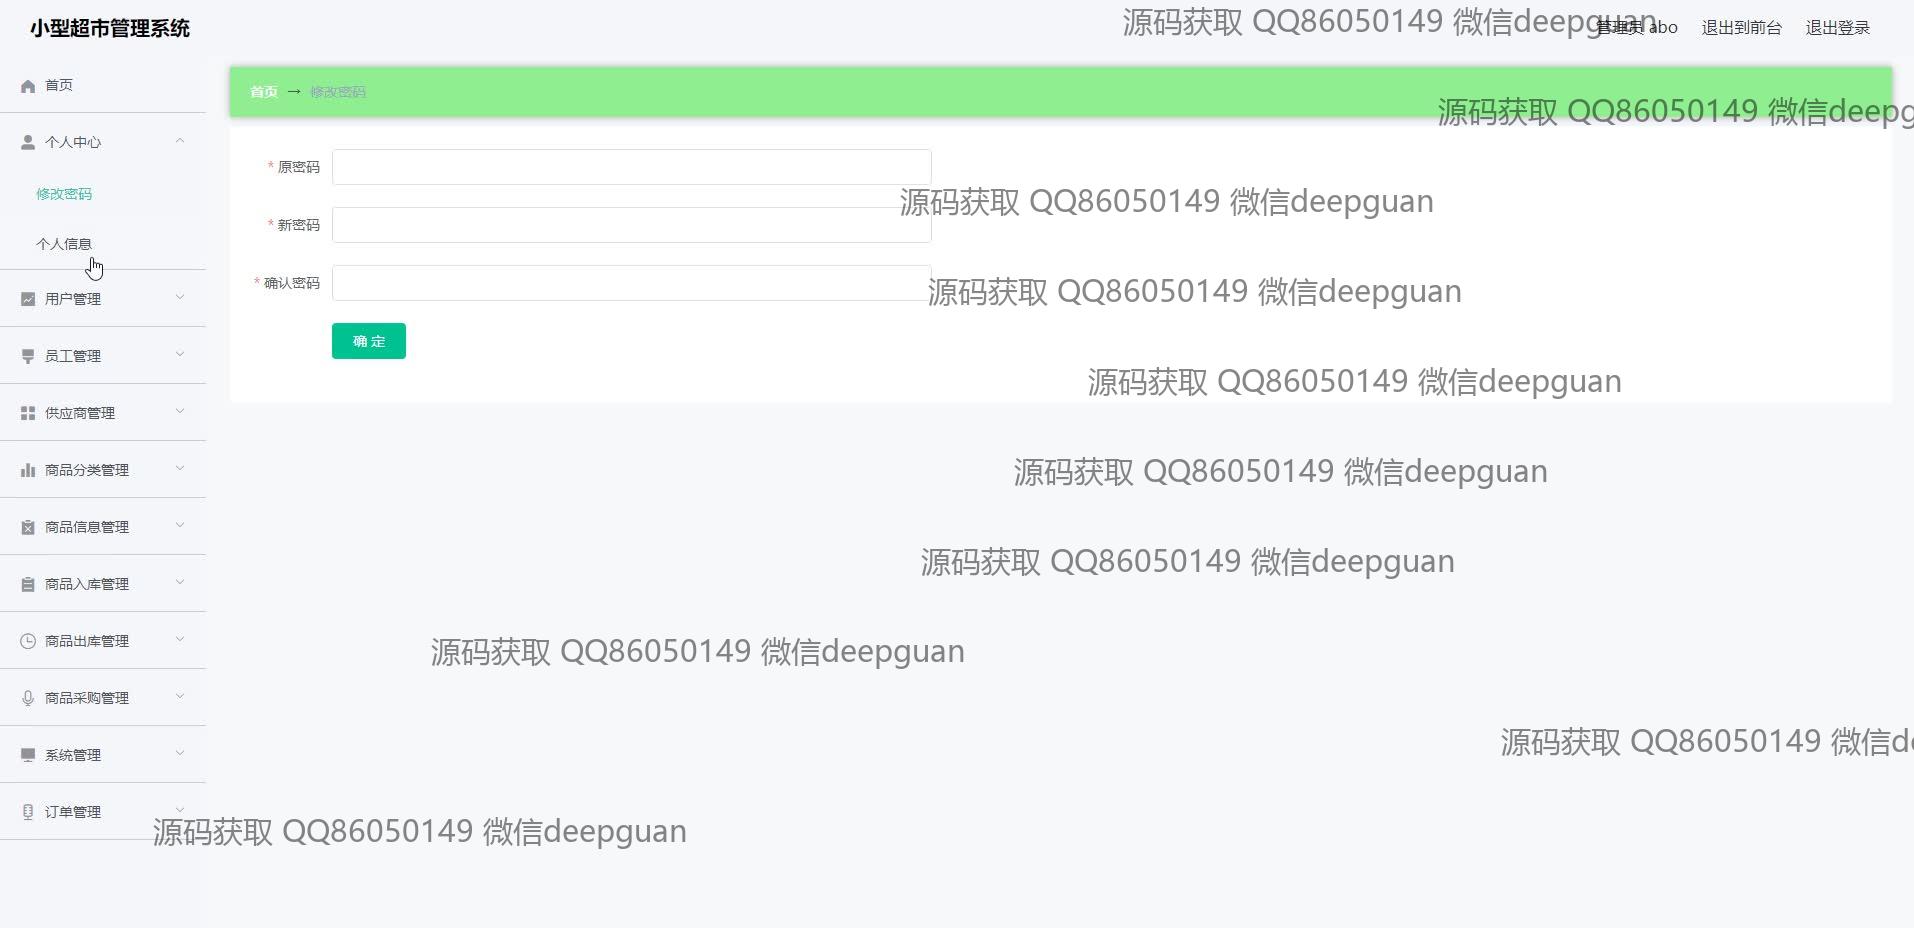 小型超市管理系统
源码获取 QQ86050149 微信deepguan
管理员 abo 退出到前台 退出登录
首页
首页 → 修改密码
源码获取 QQ86050149 微信deepg
个人中心
* 原密码
修改密码
源码获取 QQ86050149 微信deepguan
* 新密码
个人信息
* 确认密码
源码获取 QQ86050149 微信deepguan
用户管理
确 定
员工管理
源码获取 QQ86050149 微信deepguan
供应商管理
商品分类管理
源码获取 QQ86050149 微信deepguan
商品信息管理
源码获取 QQ86050149 微信deepguan
商品入库管理
商品出库管理
源码获取 QQ86050149 微信deepguan
商品采购管理
源码获取 QQ86050149 微信de
系统管理
订单管理
源码获取 QQ86050149 微信deepguan